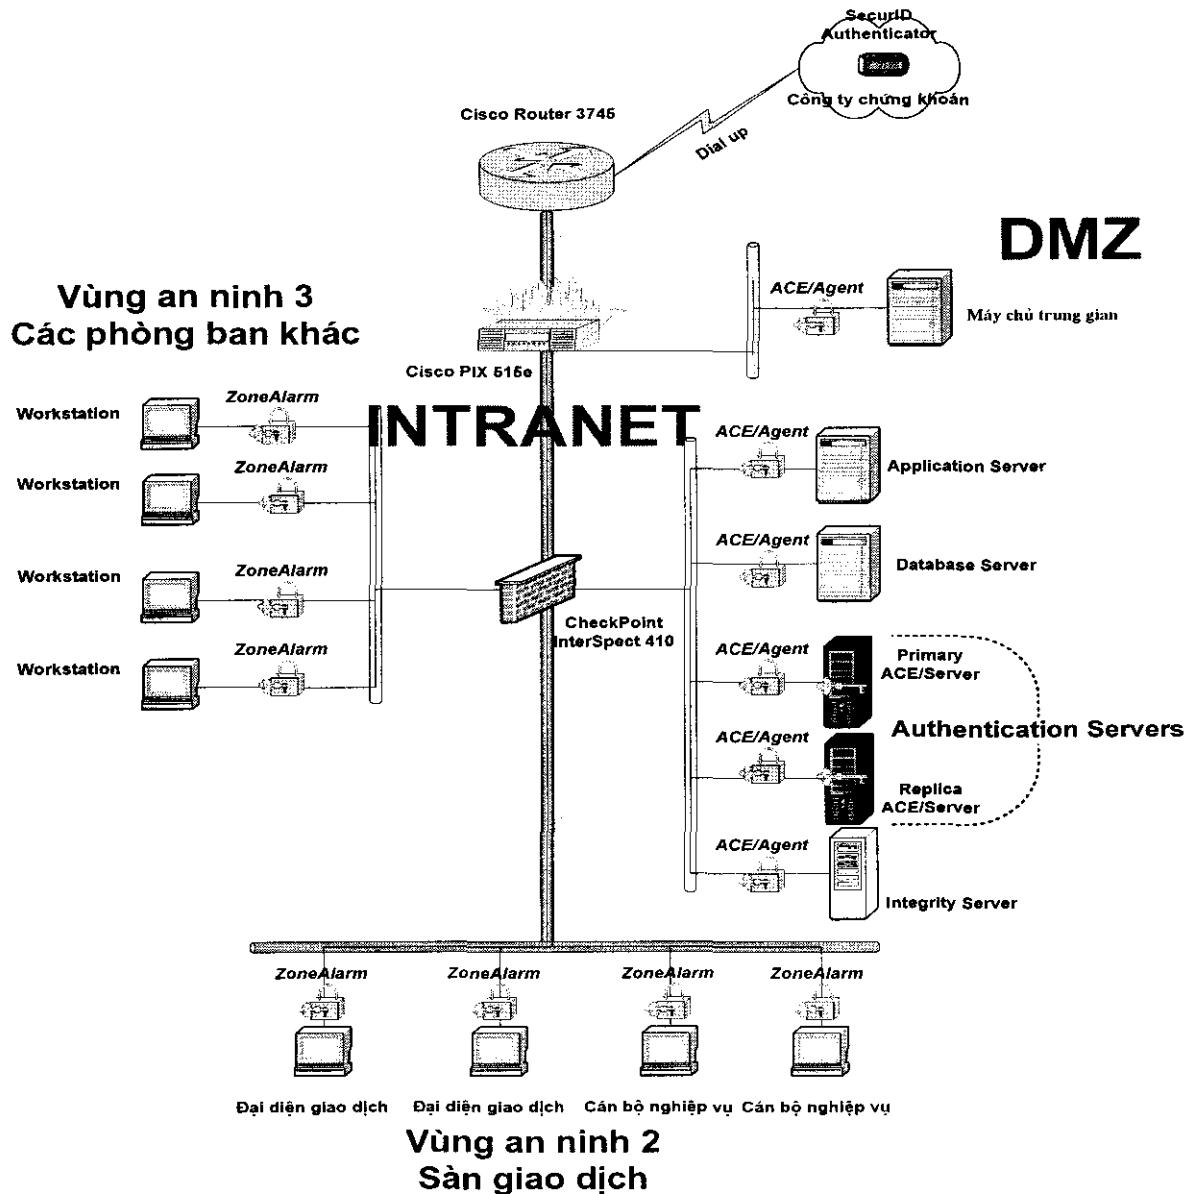 SecurID
Authenticator
Công ty chứng khoán
Cisco Router 3745
Dial up
DMZ
ACE/Agent
Máy chủ trung gian
Vùng an ninh 3
Các phòng ban khác
Cisco PIX 515e
INTRANET
Workstation
ZoneAlarm
Workstation
ZoneAlarm
Workstation
ZoneAlarm
Workstation
ZoneAlarm
CheckPoint
InterSpect 410
ACE/Agent
Application Server
ACE/Agent
Database Server
ACE/Agent
Primary
ACE/Server
Authentication Servers
ACE/Agent
Replica
ACE/Server
ACE/Agent
Integrity Server
ZoneAlarm
ZoneAlarm
ZoneAlarm
ZoneAlarm
Đại diện giao dịch
Đại diện giao dịch
Cán bộ nghiệp vụ
Cán bộ nghiệp vụ
Vùng an ninh 2
Sàn giao dịch